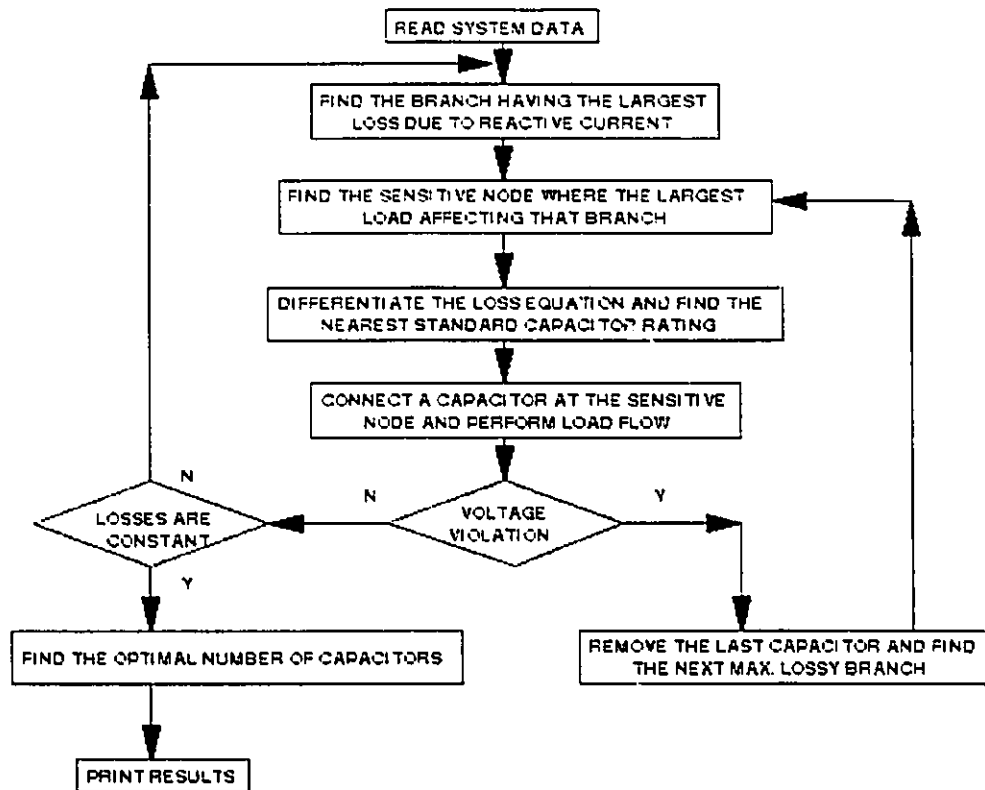 READ SYSTEM DATA
FIND THE BRANCH HAVING THE LARGEST
LOSS DUE TO REACTIVE CURRENT
FIND THE SENSITIVE NODE WHERE THE LARGEST
LOAD AFFECTING THAT BRANCH
DIFFERENTIATE THE LOSS EQUATION AND FIND THE
NEAREST STANDARD CAPACITOR RATING
CONNECT A CAPACITOR AT THE SENSITIVE
NODE AND PERFORM LOAD FLOW
VOLTAGE
VIOLATION
N
Y
LOSSES ARE
CONSTANT
N
Y
REMOVE THE LAST CAPACITOR AND FIND
THE NEXT MAX. LOSSY BRANCH
FIND THE OPTIMAL NUMBER OF CAPACITORS
PRINT RESULTS